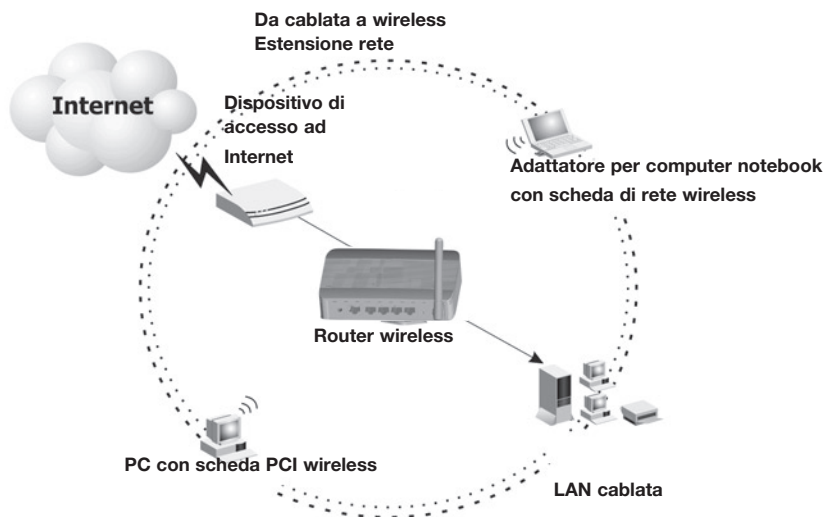 Da cablata a wireless
Estensione rete
Internet
Dispositivo di
accesso ad
Internet
Adattatore per computer notebook
con scheda di rete wireless
Router wireless
PC con scheda PCI wireless
LAN cablata